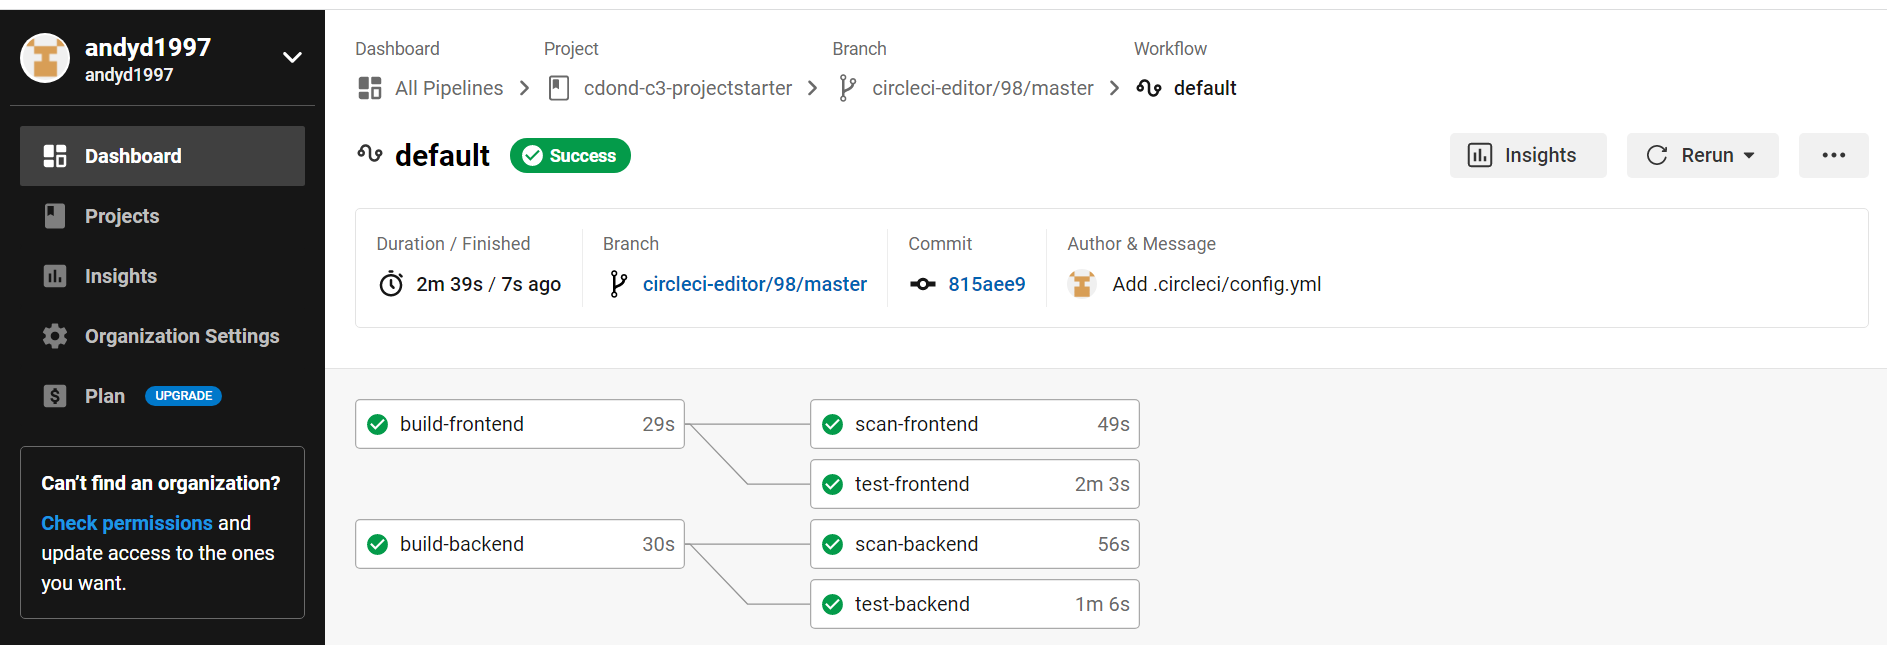 andyd1997
andyd1997
Dashboard
Projects
Insights
Organization Settings
Plan UPGRADE
Can't find an organization?
Check permissions and
update access to the ones
you want.
Dashboard Project Branch Workflow
All Pipelines cdond-c3-projectstarter circleci-editor/98/master default
default Success Insights Rerun
Duration / Finished Branch Commit Author & Message
2m 39s / 7s ago circleci-editor/98/master 815aee9 Add .circleci/config.yml
build-frontend 29s scan-frontend 49s
test-frontend 2m 3s
build-backend 30s scan-backend 56s
test-backend 1m 6s